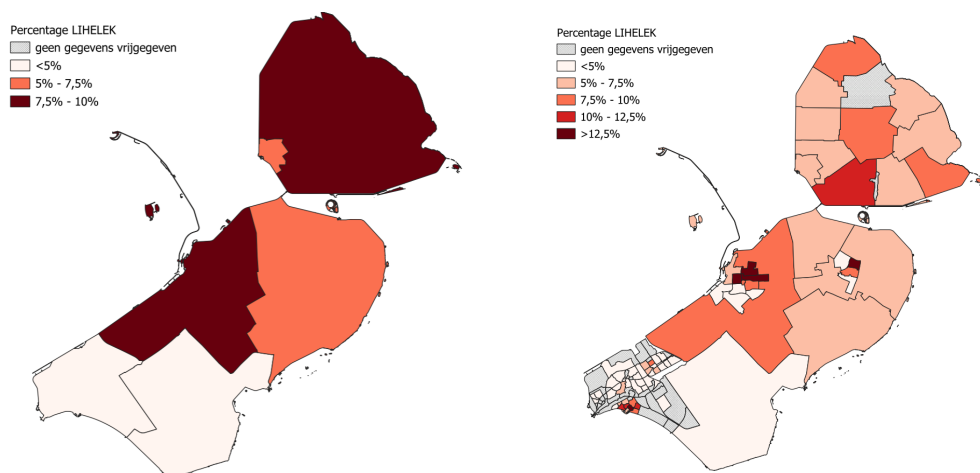 Percentage LIHELEK
geen gegevens vrijgegeven
<5%
5% - 7,5%
7,5% - 10%
Percentage LIHELEK
geen gegevens vrijgegeven
<5%
5% - 7,5%
7,5% - 10%
10% - 12,5%
>12,5%